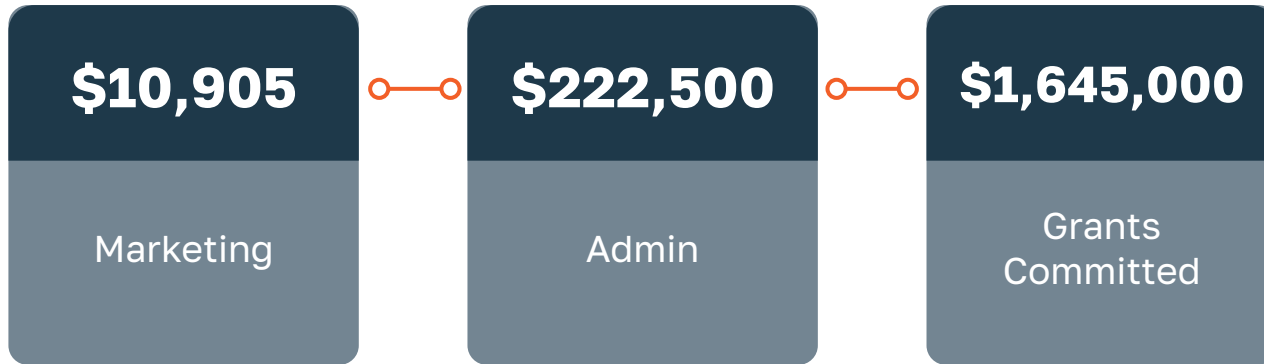 $10,905
Marketing
$222,500
Admin
$1,645,000
Grants
Committed